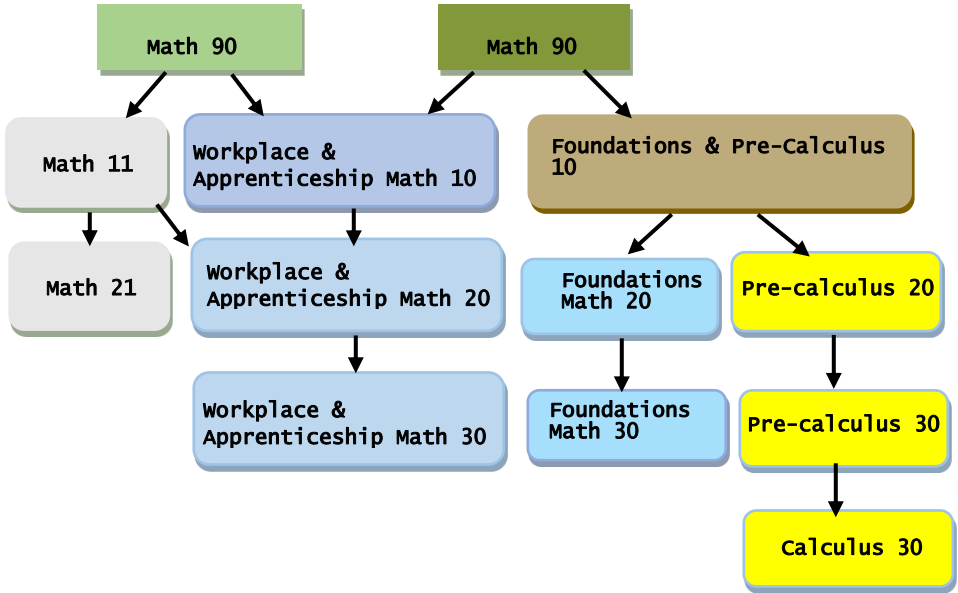 Math 90
Math 90
Math 11
Workplace &
Apprenticeship Math 10
Foundations & Pre-Calculus
10
Math 21
Workplace &
Apprenticeship Math 20
Foundations
Math 20
Pre-calculus 20
Workplace &
Apprenticeship Math 30
Foundations
Math 30
Pre-calculus 30
Calculus 30